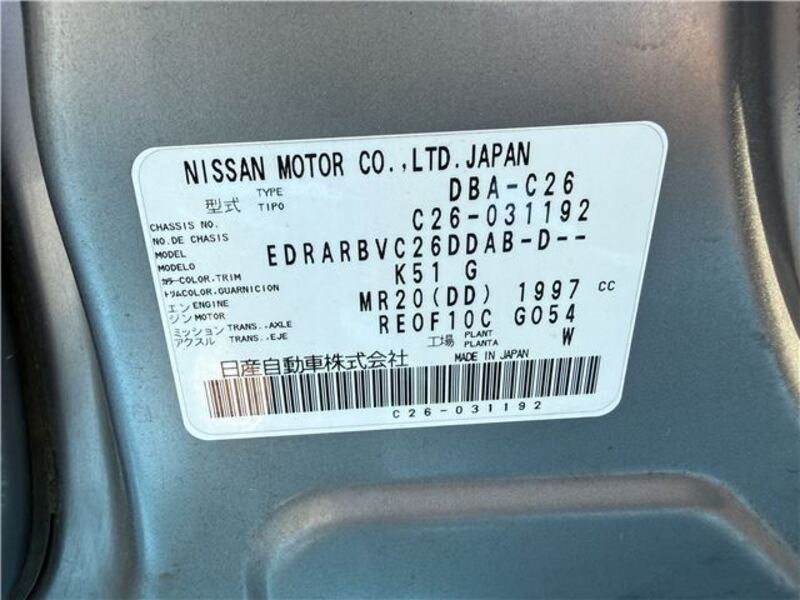 NISSAN MOTOR CO.,LTD.JAPAN
型式 TYPE TIPO DBA-C26
CHASSIS NO. NO.DE CHASIS C26-031192
MODEL MODELO EDRARBVC26DDAB-D--
カラー トリム COLOR,TRIM COLOR,GUARNICION K51 G
エンジン ENGINE MOTOR MR20(DD) 1997 CC
ミッション アクスル TRANS.,AXLE TRANS.,EJE RE0F10C GO54
工場 PLANT PLANTA W
日産自動車株式会社 MADE IN JAPAN
C26-031192